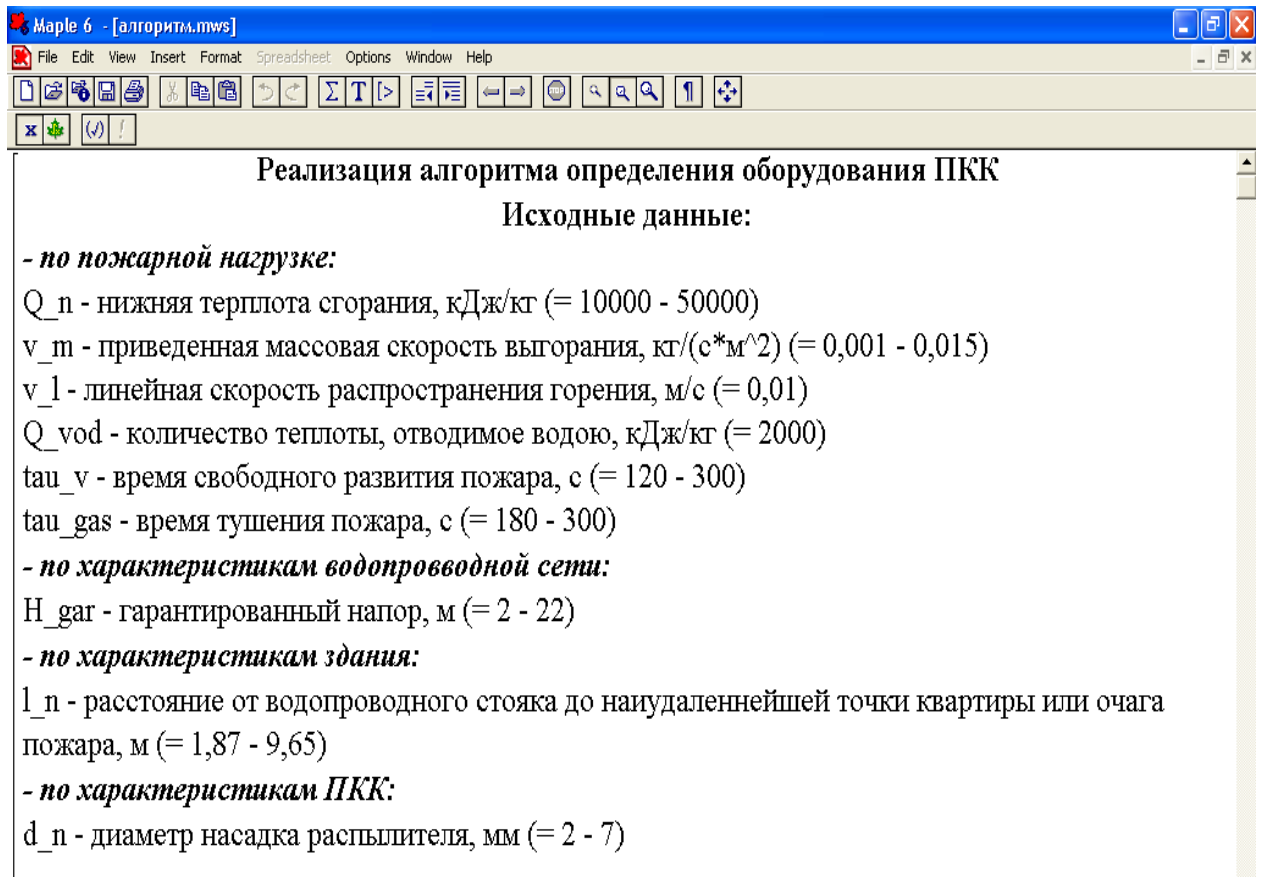 Maple 6 - [алгоритм.mws]
File Edit View Insert Format Spreadsheet Options Window Help
Реализация алгоритма определения оборудования ПКК
Исходные данные:
- по пожарной нагрузке:
Q_n - нижняя терплота сгорания, кДж/кг (= 10000 - 50000)
v_m - приведенная массовая скорость выгорания, кг/(с*м^2) (= 0,001 - 0,015)
v_l - линейная скорость распространения горения, м/с (= 0,01)
Q_vod - количество теплоты, отводимое водою, кДж/кг (= 2000)
tau_v - время свободного развития пожара, с (= 120 - 300)
tau_gas - время тушения пожара, с (= 180 - 300)
- по характеристикам водопровводной сети:
H_gar - гарантированный напор, м (= 2 - 22)
- по характеристикам здания:
l_n - расстояние от водопроводного стояка до наиудаленнейшей точки квартиры или очага
пожара, м (= 1,87 - 9,65)
- по характеристикам ПКК:
d_n - диаметр насадка распылителя, мм (= 2 - 7)